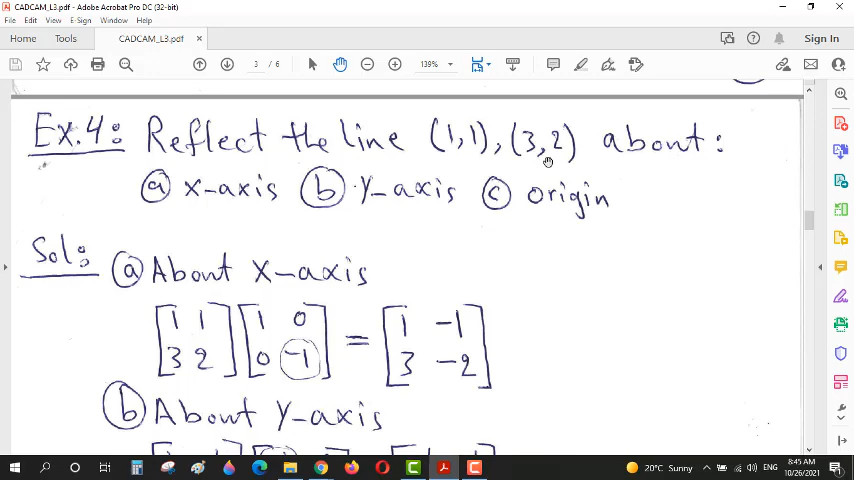 CADCAM_L3.pdf - Adobe Acrobat Pro DC (32-bit)
File Edit View E-Sign Window Help
Home Tools CADCAM_L3.pdf × Sign In
3 / 6 139%
Ex.4: Reflect the line (1,1), (3,2) about:
(a) x-axis (b) y-axis (c) origin
Sol:
(a) About x-axis
[1 1] [1 0] = [1 -1]
[3 2] [0 -1] [3 -2]
(b) About y-axis
20°C Sunny ENG 8:45 AM
10/26/2021